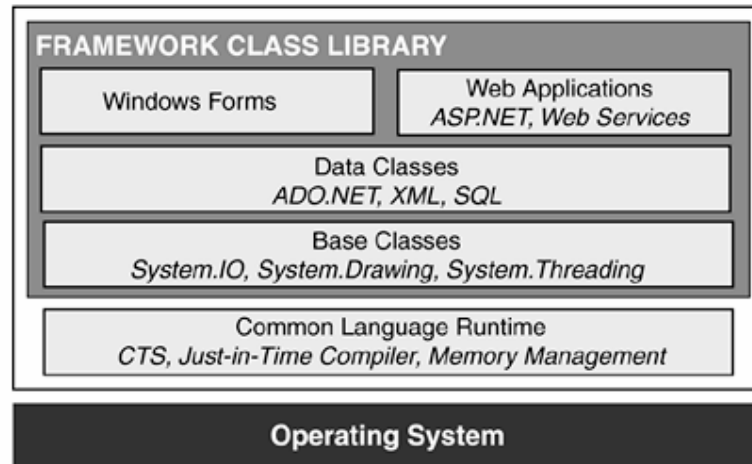 FRAMEWORK CLASS LIBRARY
Windows Forms
Web Applications
ASP.NET, Web Services
Data Classes
ADO.NET, XML, SQL
Base Classes
System.IO, System.Drawing, System.Threading
Common Language Runtime
CTS, Just-in-Time Compiler, Memory Management
Operating System